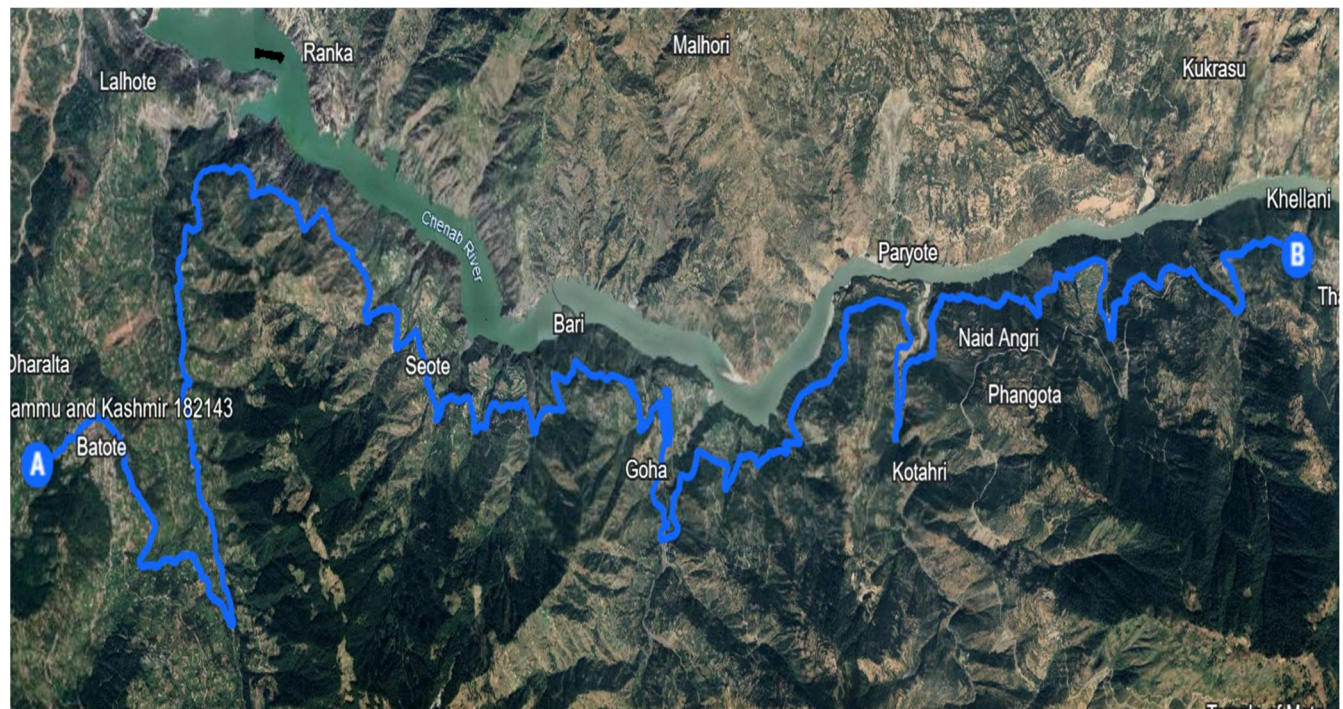 Ranka
Malhori
Kukrasu
Lalhote
Khellani
Chenab River
Paryote
Bari
Naid Angri
Dharalta
Seote
Phangota
ammu and Kashmir 182143
Batote
A
B
Goha
Kotahri